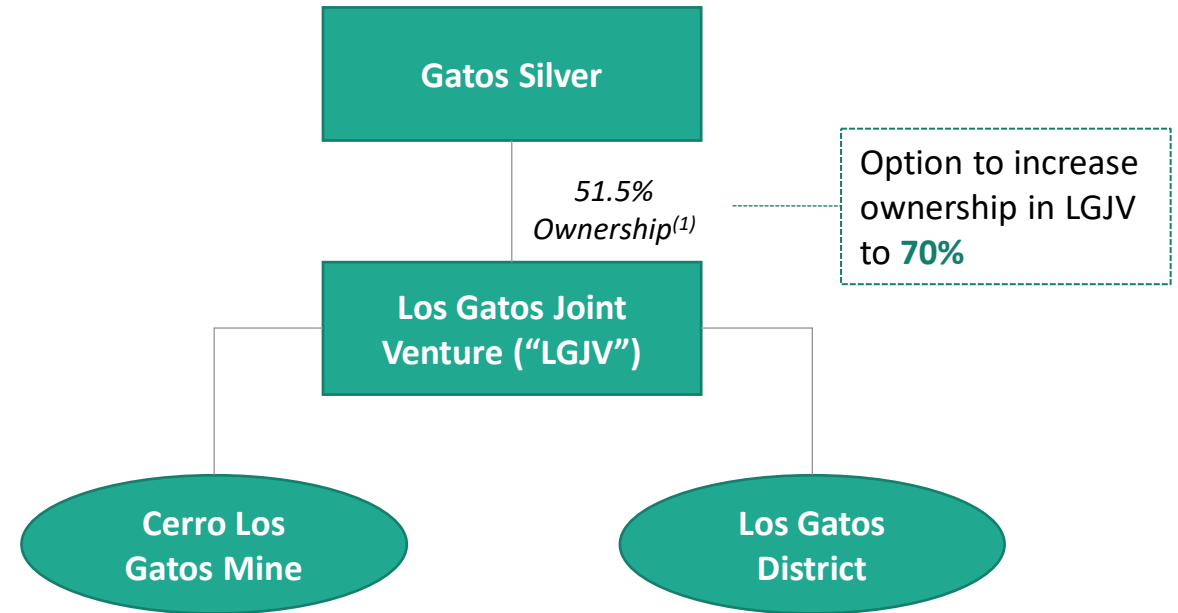 Gatos Silver
51.5%
Ownership(1)
Option to increase
ownership in LGJV
to 70%
Los Gatos Joint
Venture (“LGJV”)
Cerro Los
Gatos Mine
Los Gatos
District